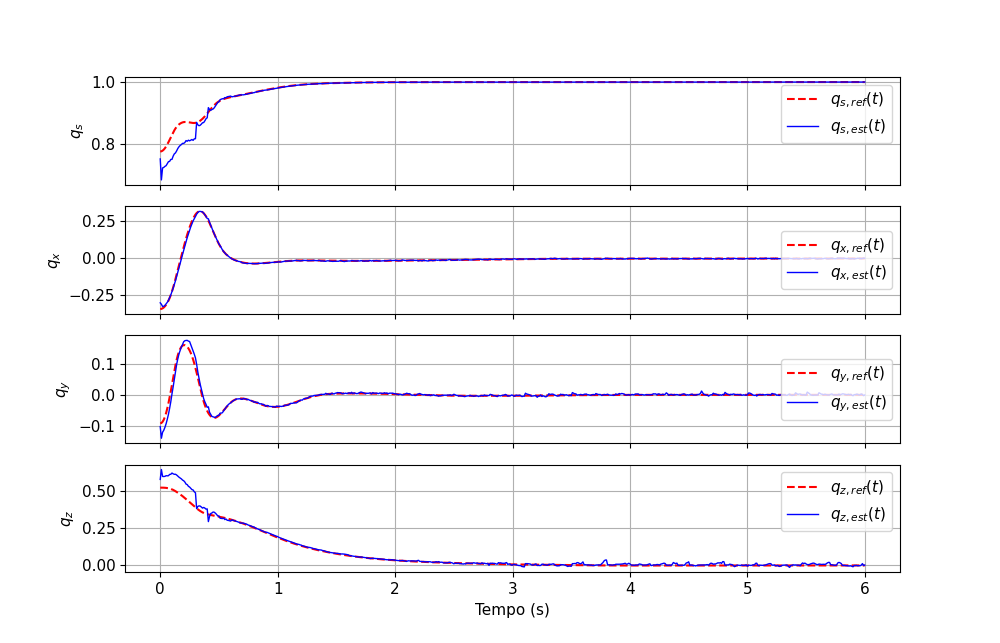 1.0
0.8
q_s
q_{s,ref}(t)
q_{s,est}(t)
0.25
0.00
−0.25
q_x
q_{x,ref}(t)
q_{x,est}(t)
0.1
0.0
−0.1
q_y
q_{y,ref}(t)
q_{y,est}(t)
0.50
0.25
0.00
q_z
q_{z,ref}(t)
q_{z,est}(t)
0 1 2 3 4 5 6
Tempo (s)